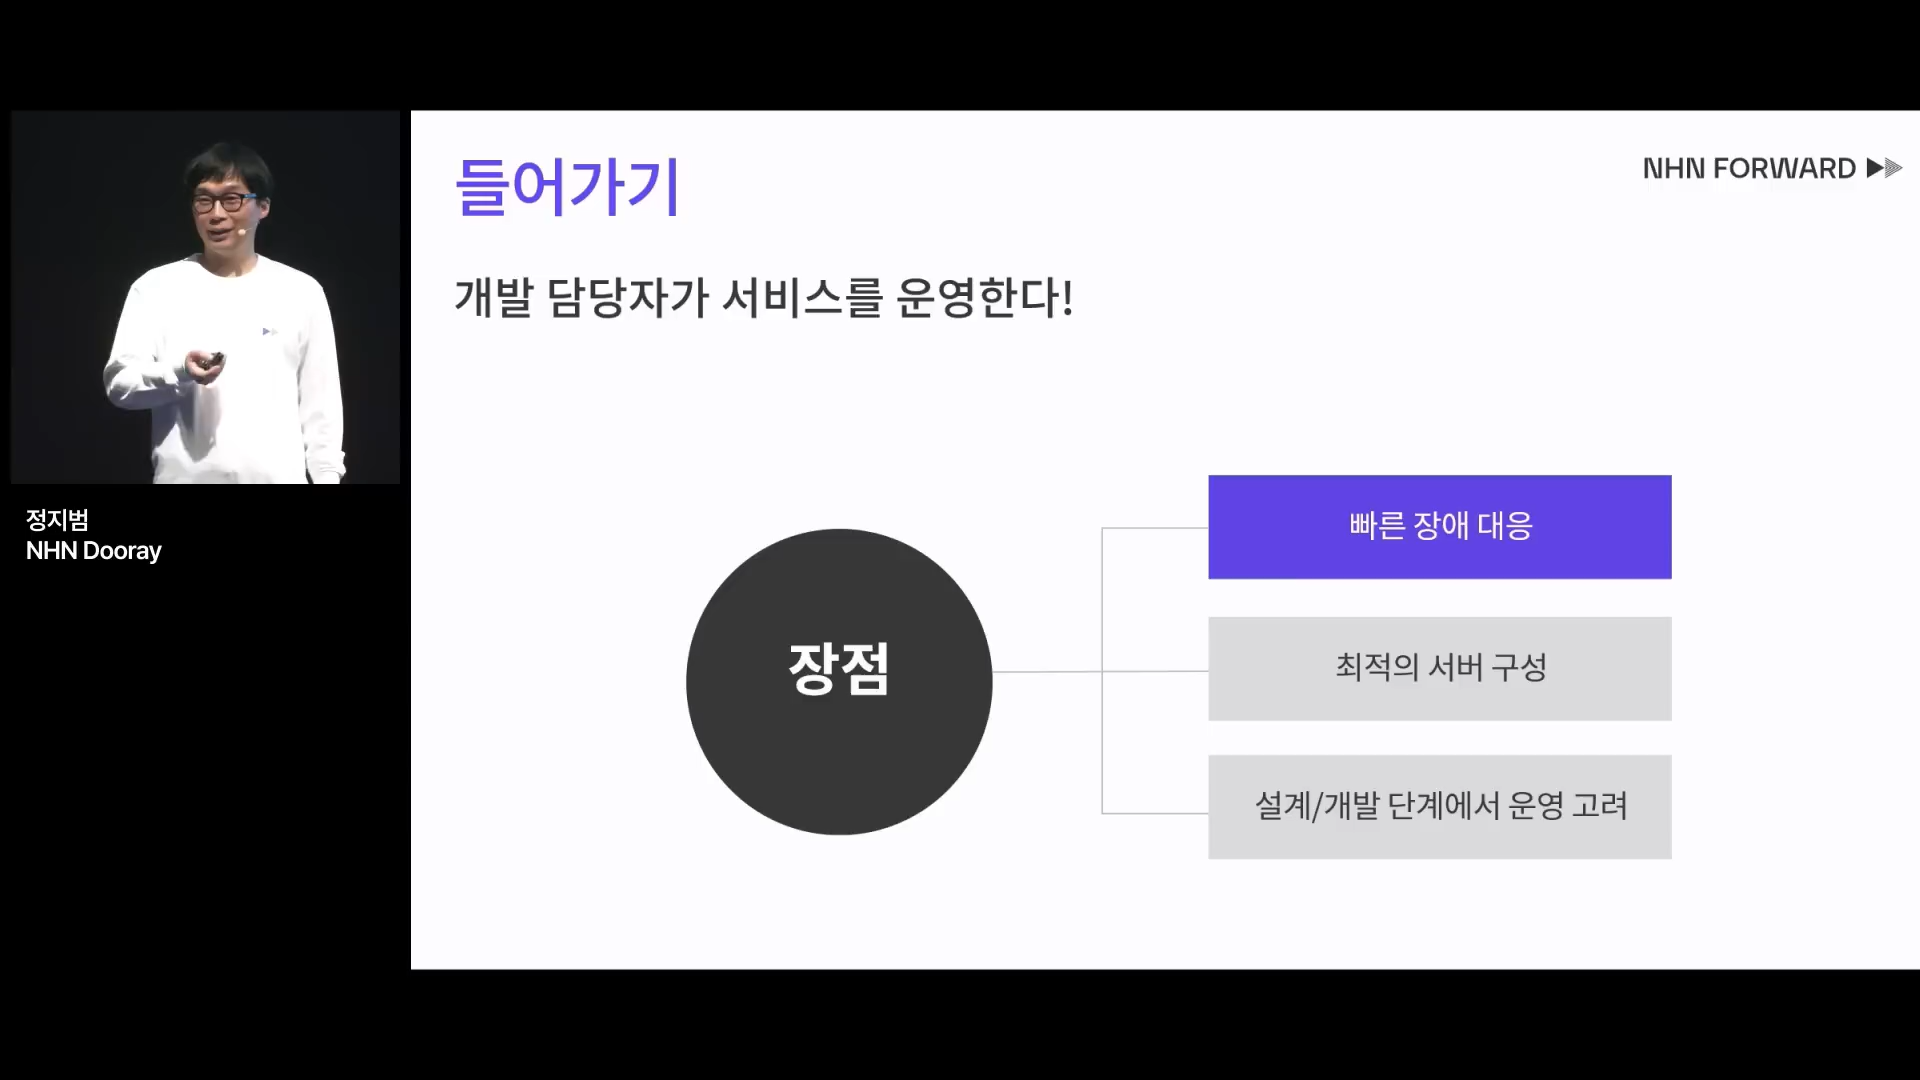 정지범
NHN Dooray
들어가기
NHN FORWARD
개발 담당자가 서비스를 운영한다!
장점
빠른 장애 대응
최적의 서버 구성
설계/개발 단계에서 운영 고려